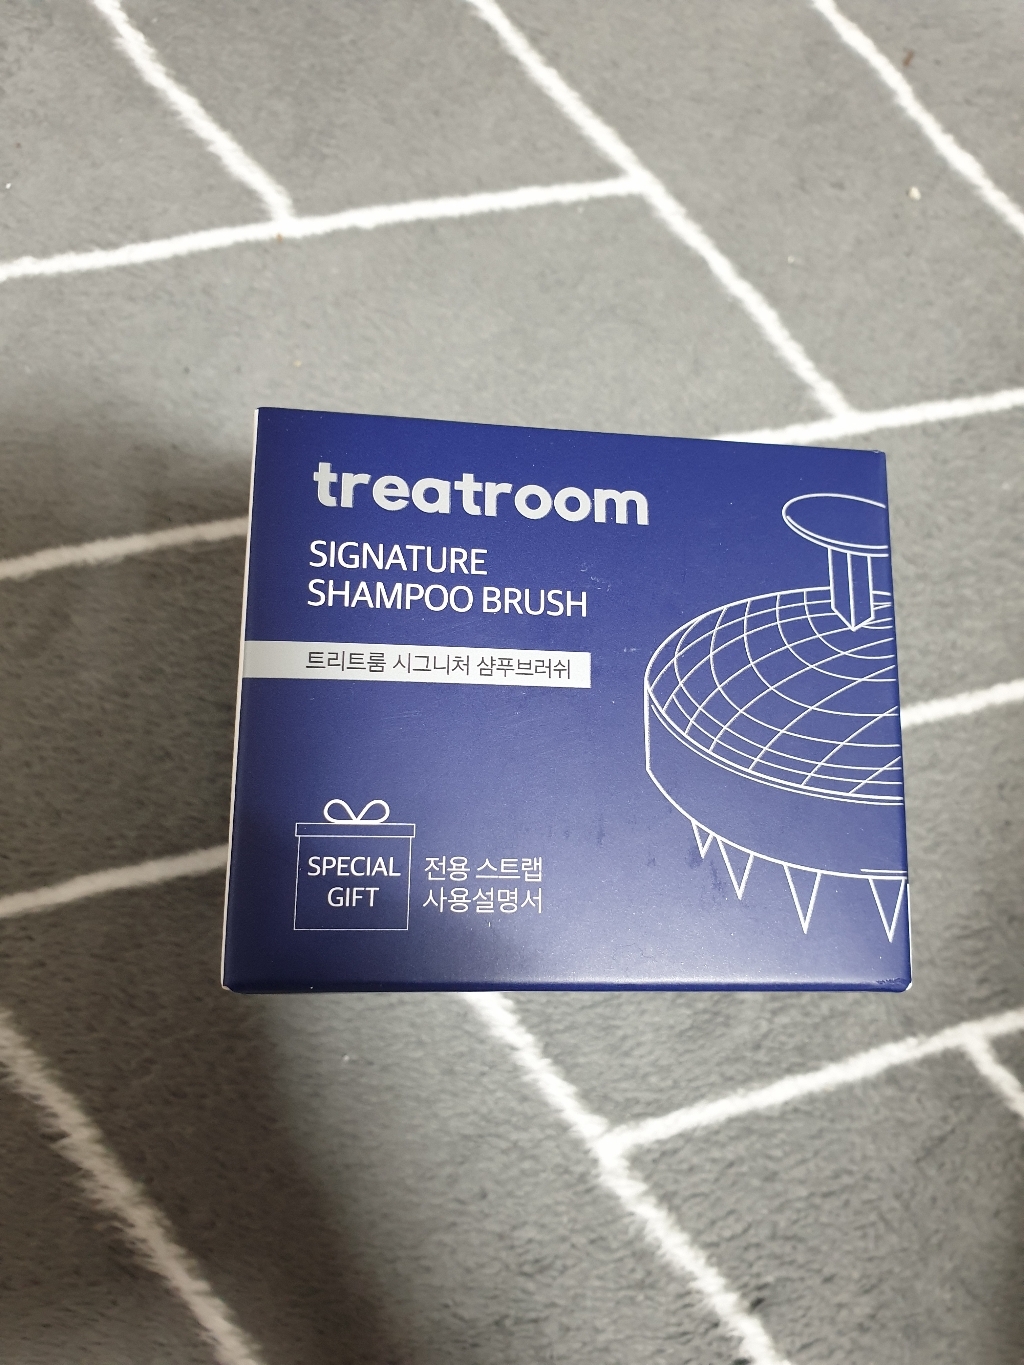 treatroom
SIGNATURE
SHAMPOO BRUSH
트리트룸 시그니처 샴푸브러쉬
SPECIAL
GIFT
전용 스트랩
사용설명서